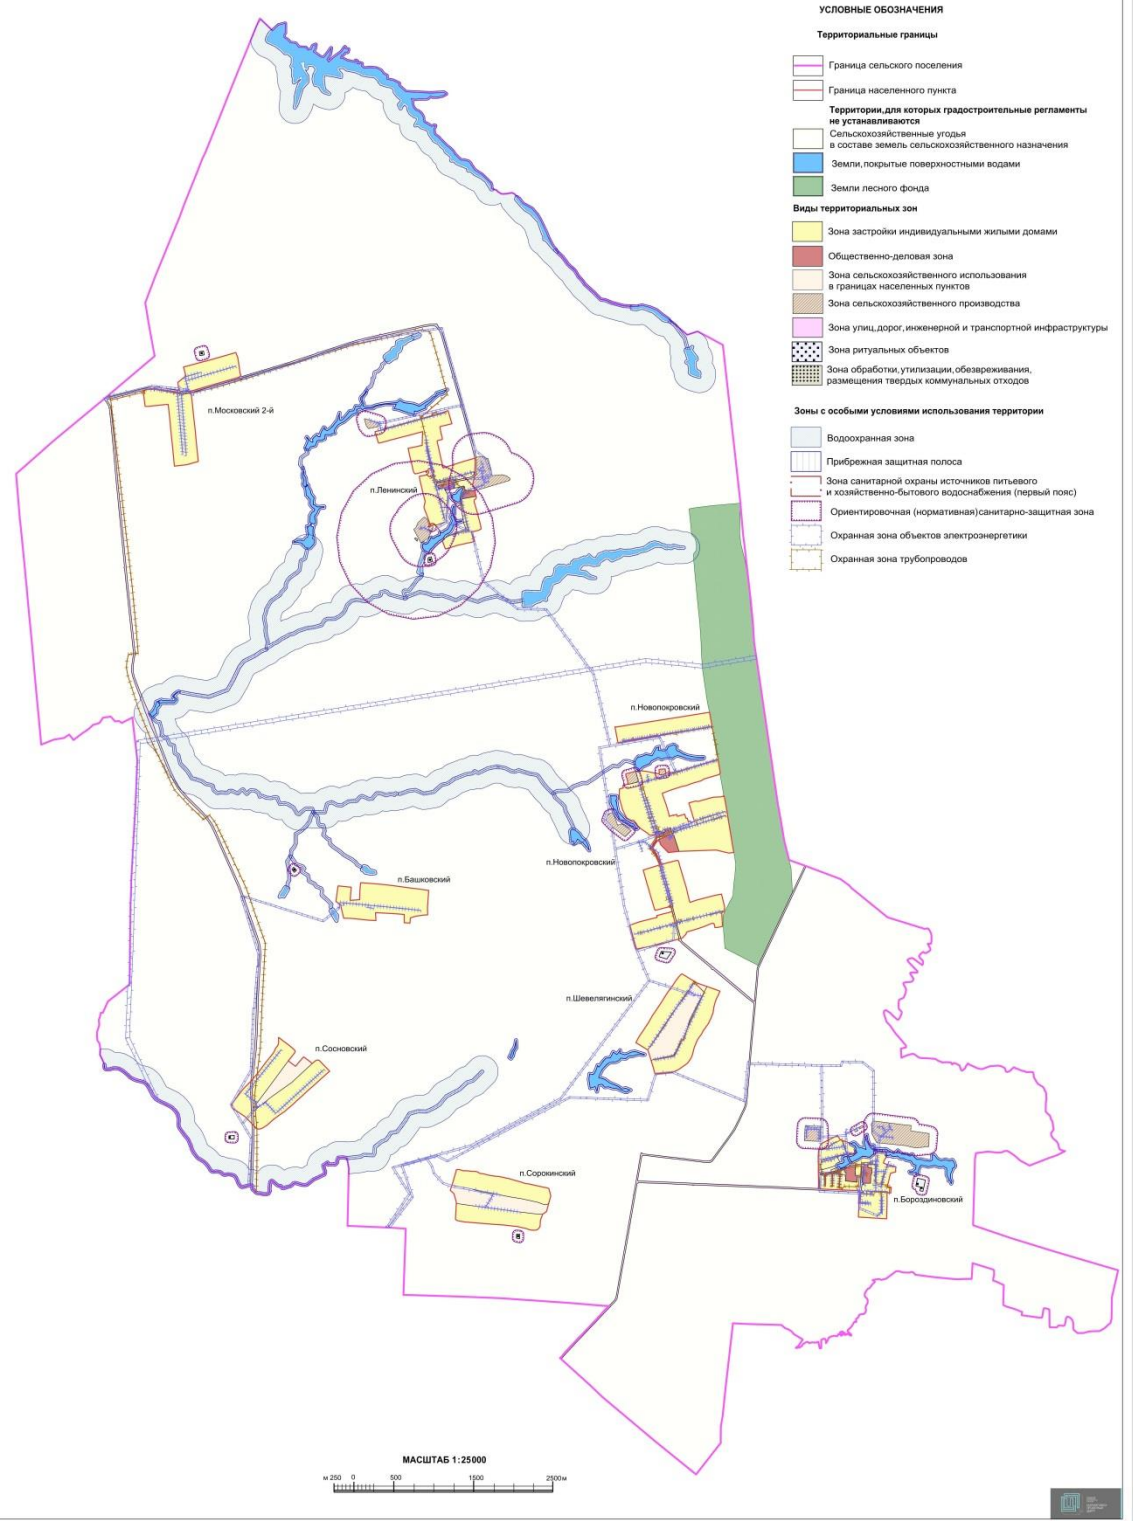 УСЛОВНЫЕ ОБОЗНАЧЕНИЯ
Территориальные границы
Граница сельского поселения
Граница населенного пункта
Территории, для которых градостроительные регламенты
не устанавливаются
Сельскохозяйственные угодья
в составе земель сельскохозяйственного назначения
Земли, покрытые поверхностными водами
Земли лесного фонда
Виды территориальных зон
Зона застройки индивидуальными жилыми домами
Общественно-деловая зона
Зона сельскохозяйственного использования
в границах населенных пунктов
Зона сельскохозяйственного производства
Зона улиц, дорог, инженерной и транспортной инфраструктуры
Зона ритуальных объектов
Зона обработки, утилизации, обезвреживания,
размещения твердых коммунальных отходов
Зоны с особыми условиями использования территории
Водоохранная зона
Прибрежная защитная полоса
Зона санитарной охраны источников питьевого
и хозяйственно-бытового водоснабжения (первый пояс)
Ориентировочная (нормативная) санитарно-защитная зона
Охранная зона объектов электроэнергетики
Охранная зона трубопроводов
п.Московский 2-й
п.Ленинский
п.Новопокровский
п.Новопокровский
п.Башковский
п.Шевелягинский
п.Сосновский
п.Сорокинский
п.Бороздиновский
МАСШТАБ 1:25000
м 250 0 500 1500 2500м